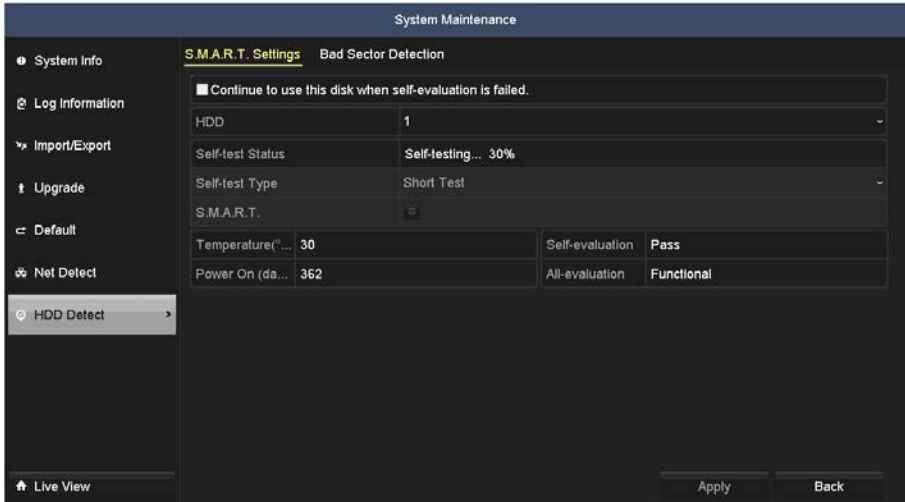 System Maintenance
System Info
Log Information
Import/Export
Upgrade
Default
Net Detect
HDD Detect
Live View
S.M.A.R.T. Settings Bad Sector Detection
Continue to use this disk when self-evaluation is failed.
HDD 1
Self-test Status Self-testing... 30%
Self-test Type Short Test
S.M.A.R.T.
Temperature(°... 30 Self-evaluation Pass
Power On (da... 362 All-evaluation Functional
Apply Back